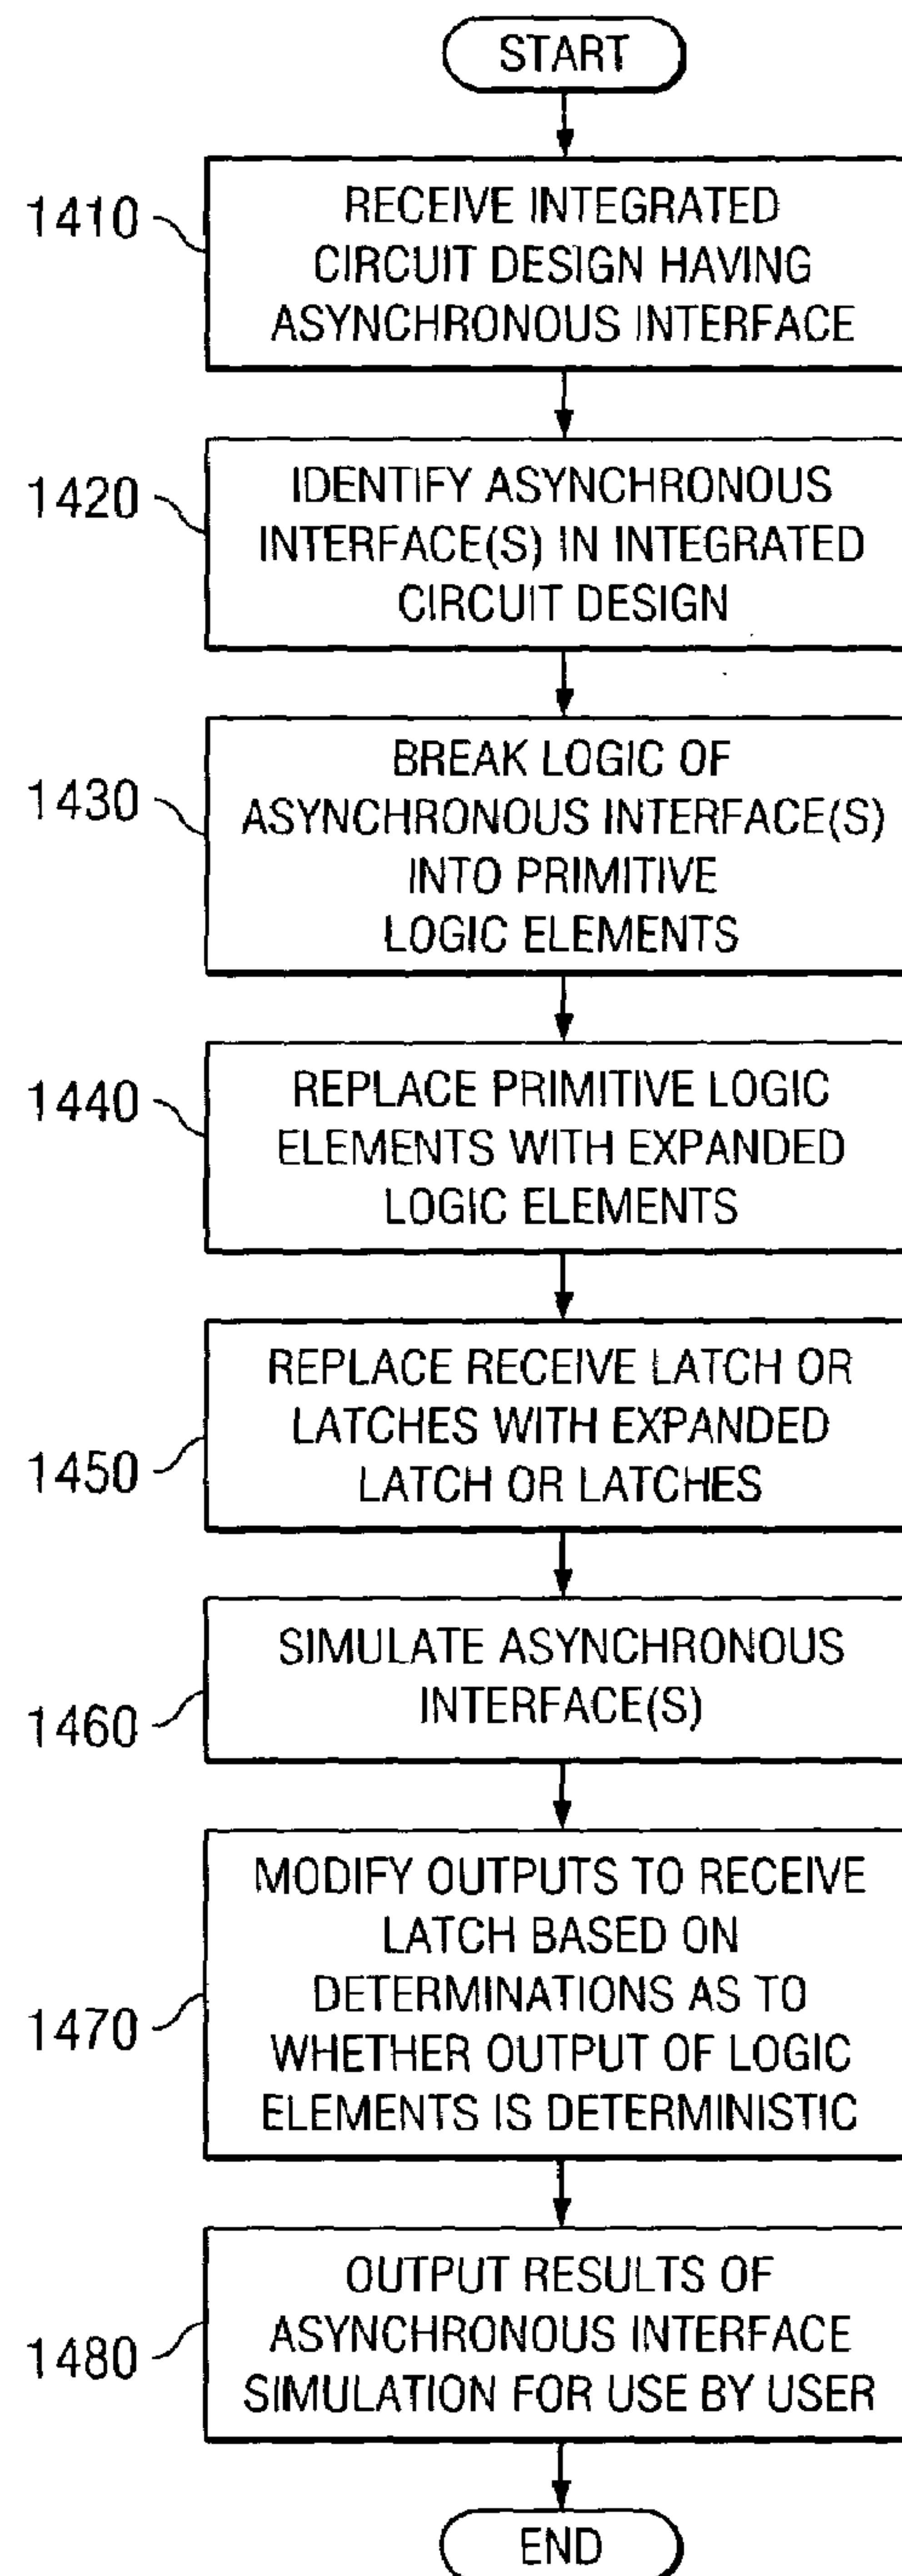 START
1410
RECEIVE INTEGRATED
CIRCUIT DESIGN HAVING
ASYNCHRONOUS INTERFACE
1420
IDENTIFY ASYNCHRONOUS
INTERFACE(S) IN INTEGRATED
CIRCUIT DESIGN
1430
BREAK LOGIC OF
ASYNCHRONOUS INTERFACE(S)
INTO PRIMITIVE
LOGIC ELEMENTS
1440
REPLACE PRIMITIVE LOGIC
ELEMENTS WITH EXPANDED
LOGIC ELEMENTS
1450
REPLACE RECEIVE LATCH OR
LATCHES WITH EXPANDED
LATCH OR LATCHES
1460
SIMULATE ASYNCHRONOUS
INTERFACE(S)
1470
MODIFY OUTPUTS TO RECEIVE
LATCH BASED ON
DETERMINATIONS AS TO
WHETHER OUTPUT OF LOGIC
ELEMENTS IS DETERMINISTIC
1480
OUTPUT RESULTS OF
ASYNCHRONOUS INTERFACE
SIMULATION FOR USE BY USER
END